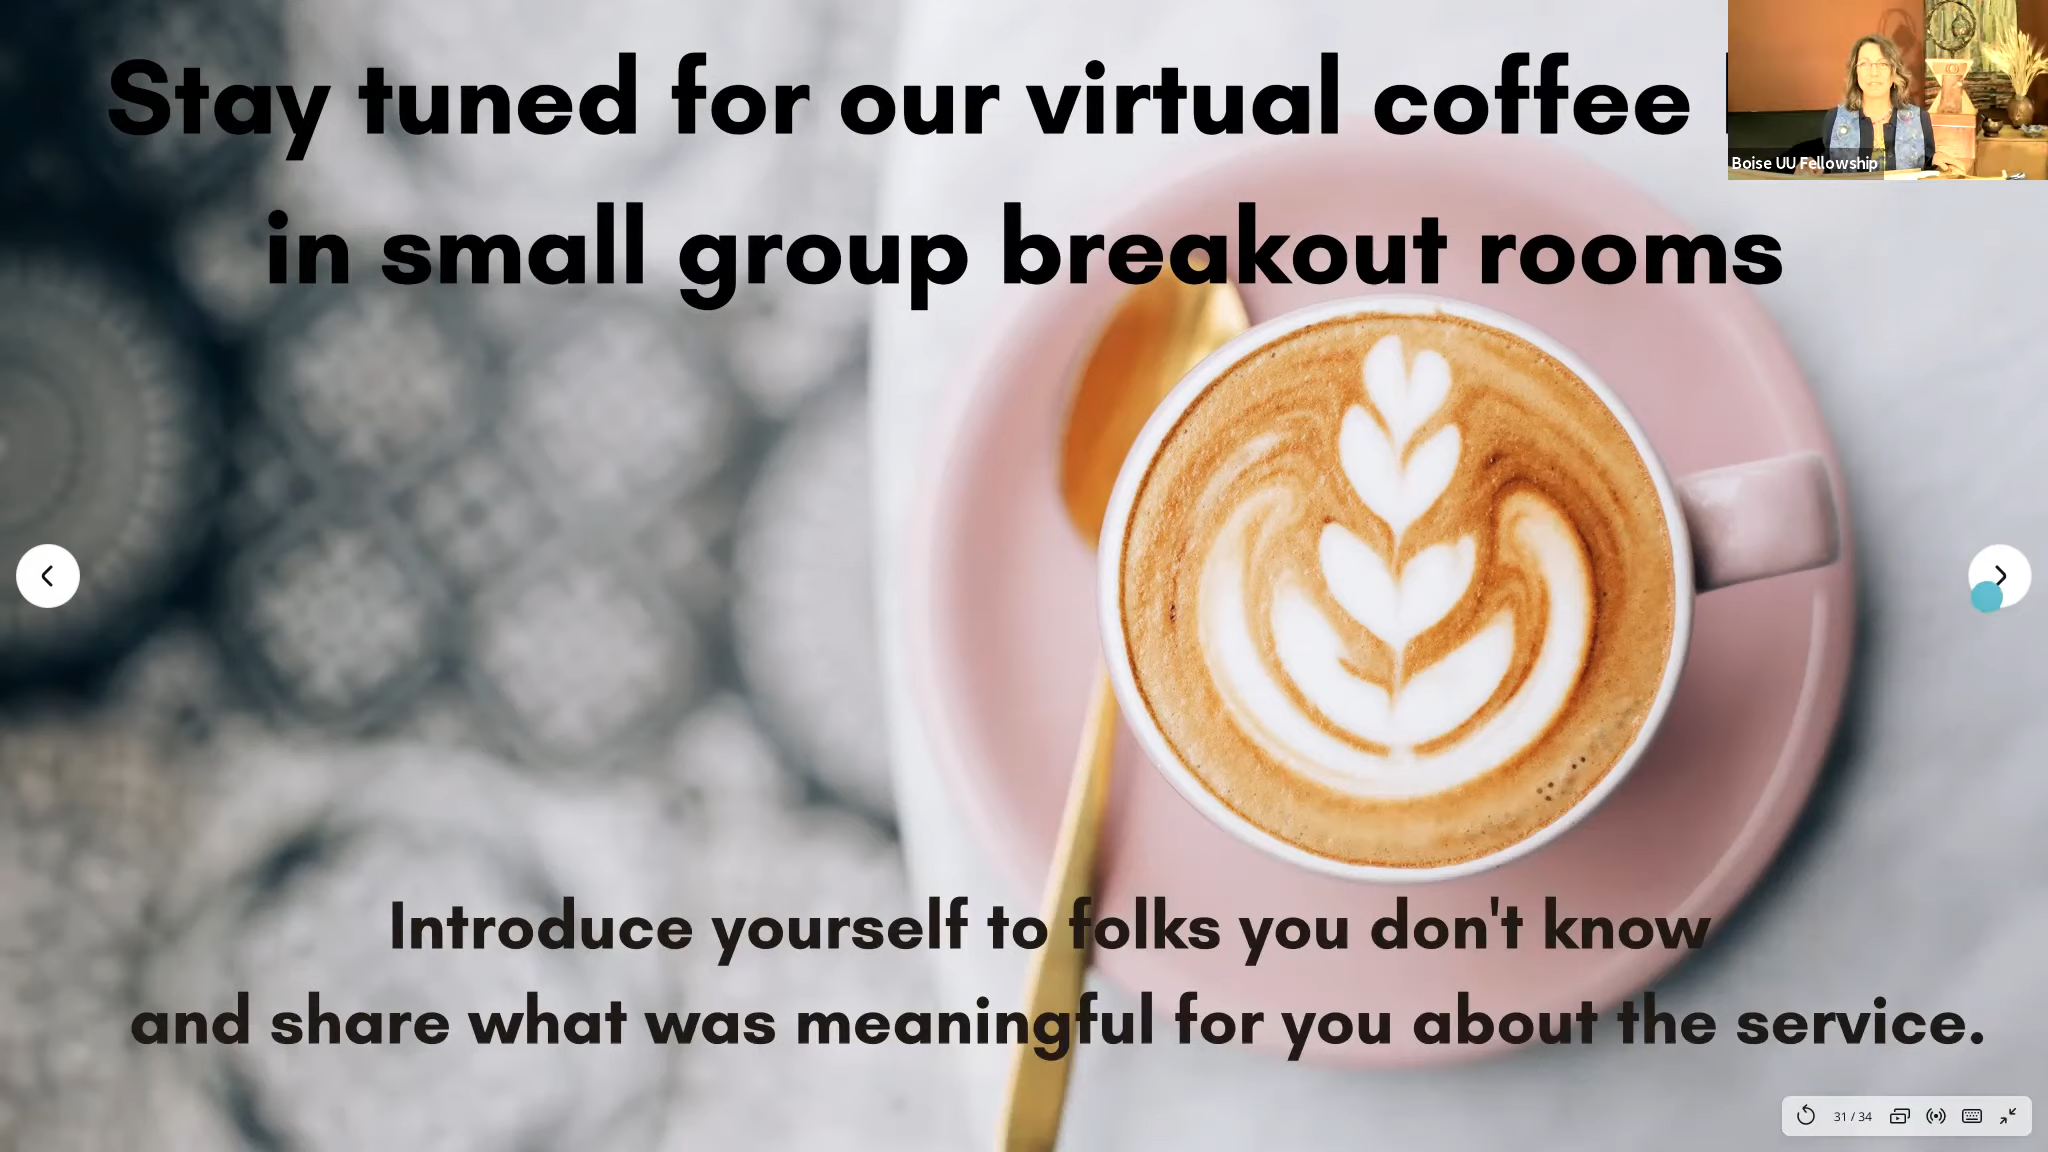 Stay tuned for our virtual coffee
Boise UU Fellowship
in small group breakout rooms
Introduce yourself to folks you don't know
and share what was meaningful for you about the service.
31 / 34